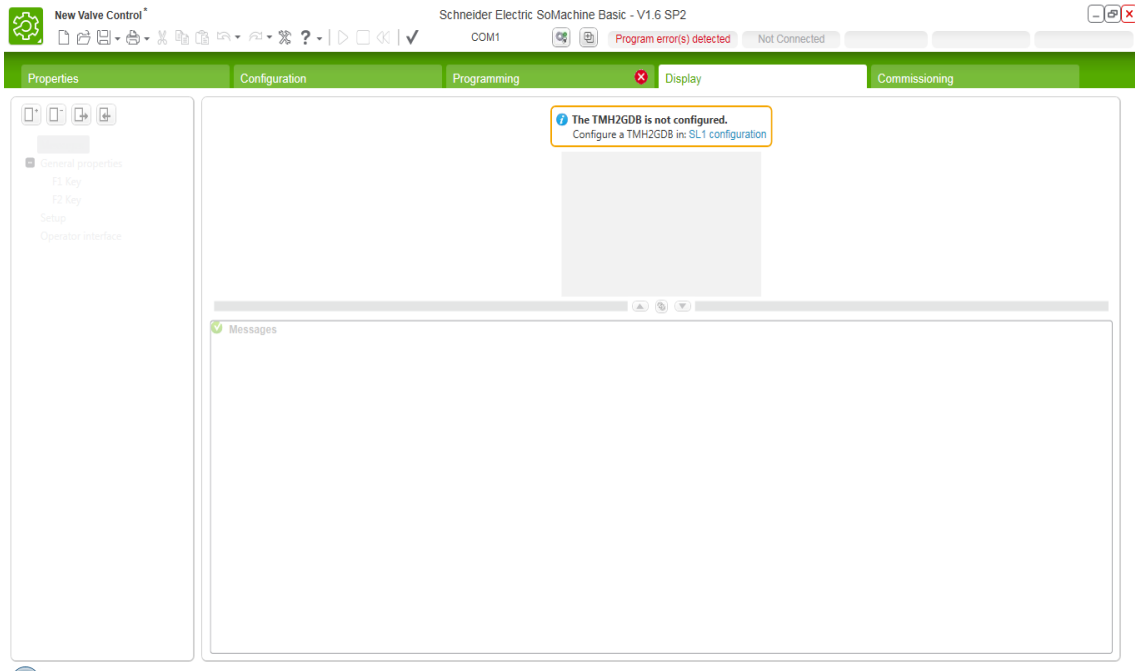 New Valve Control*
Schneider Electric SoMachine Basic - V1.6 SP2
COM1
Program error(s) detected
Not Connected
Properties
Configuration
Programming
Display
Commissioning
The TMH2GDB is not configured.
Configure a TMH2GDB in: SL1 configuration
General properties
F1 Key
F2 Key
Setup
Operator interface
Messages